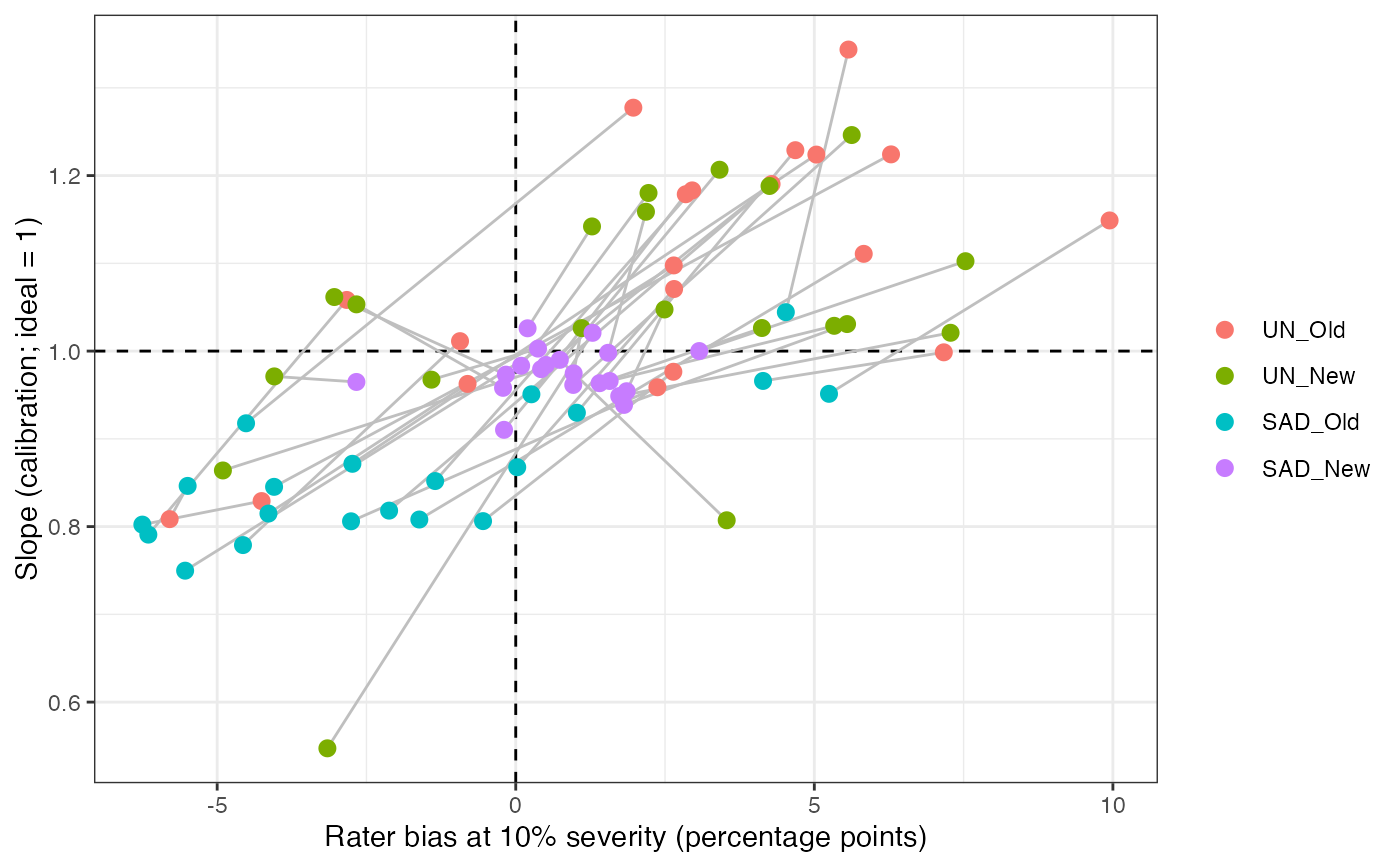 Slope (calibration; ideal = 1)
1.2
1.0
0.8
0.6
-5
0
5
10
Rater bias at 10% severity (percentage points)
UN_Old
UN_New
SAD_Old
SAD_New